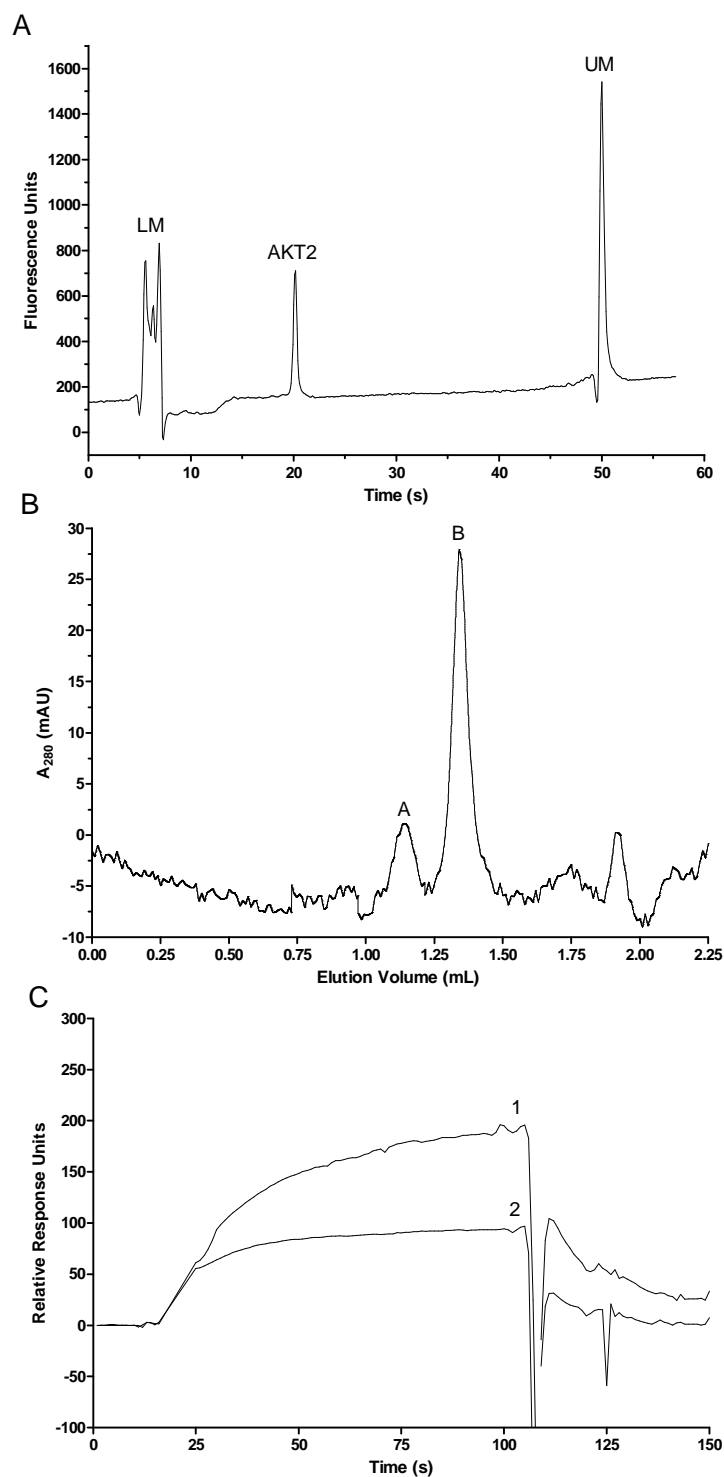 A
1600
1400
1200
1000
800
600
400
200
0
Fluorescence Units
LM
AKT2
UM
0 10 20 30 40 50 60
Time (s)
B
30
25
20
15
10
5
0
-5
-10
A280 (mAU)
A
B
0.00 0.25 0.50 0.75 1.00 1.25 1.50 1.75 2.00 2.25
Elution Volume (mL)
C
300
250
200
150
100
50
0
-50
-100
Relative Response Units
1
2
0 25 50 75 100 125 150
Time (s)